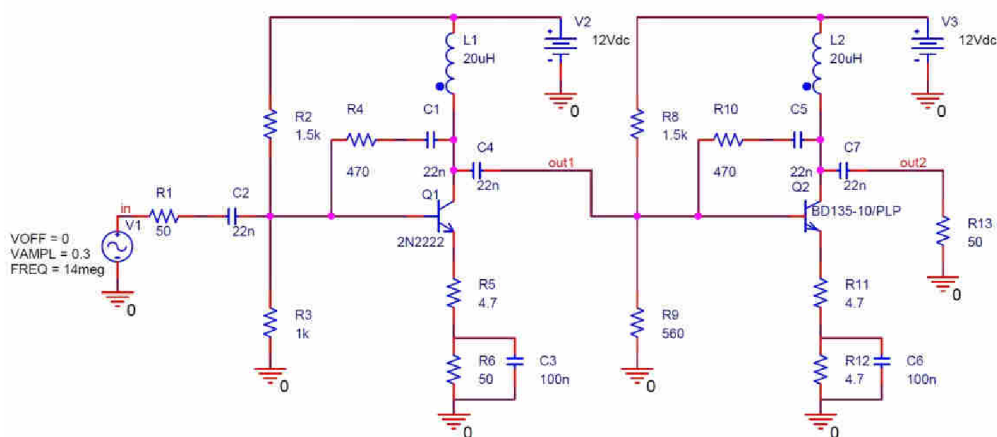 V2
12Vdc
0
L1
20uH
R2
1.5k
R4
470
C1
22n
C4
22n
out1
in
V1
R1
50
C2
22n
VOFF = 0
VAMPL = 0.3
FREQ = 14meg
0
Q1
2N2222
R3
1k
0
R5
4.7
R6
50
C3
100n
0
V3
12Vdc
0
L2
20uH
R8
1.5k
R10
470
C5
22n
C7
22n
out2
Q2
BD135-10/PLP
R13
50
0
R9
560
0
R11
4.7
R12
4.7
C6
100n
0